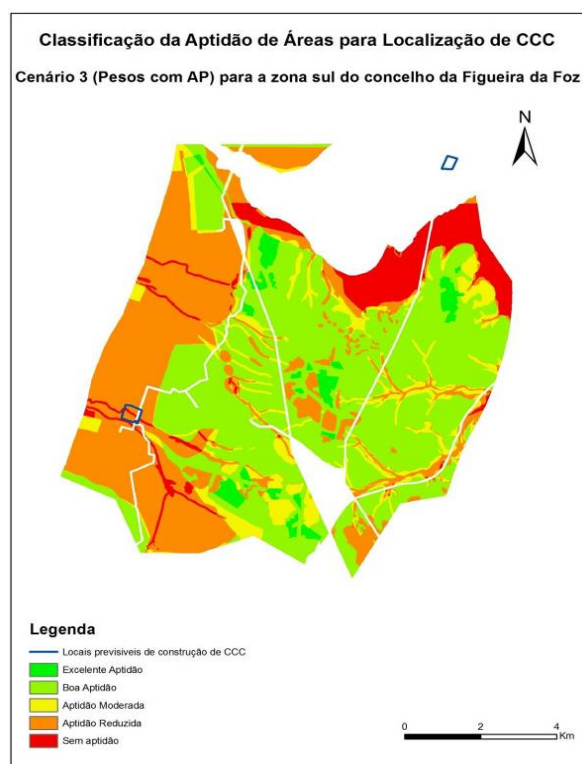 Classificação da Aptidão de Áreas para Localização de CCC
Cenário 3 (Pesos com AP) para a zona sul do concelho da Figueira da Foz
N
Legenda
Locais previsiveis de construção de CCC
Excelente Aptidão
Boa Aptidão
Aptidão Moderada
Aptidão Reduzida
Sem aptidão
0 2 4
Km